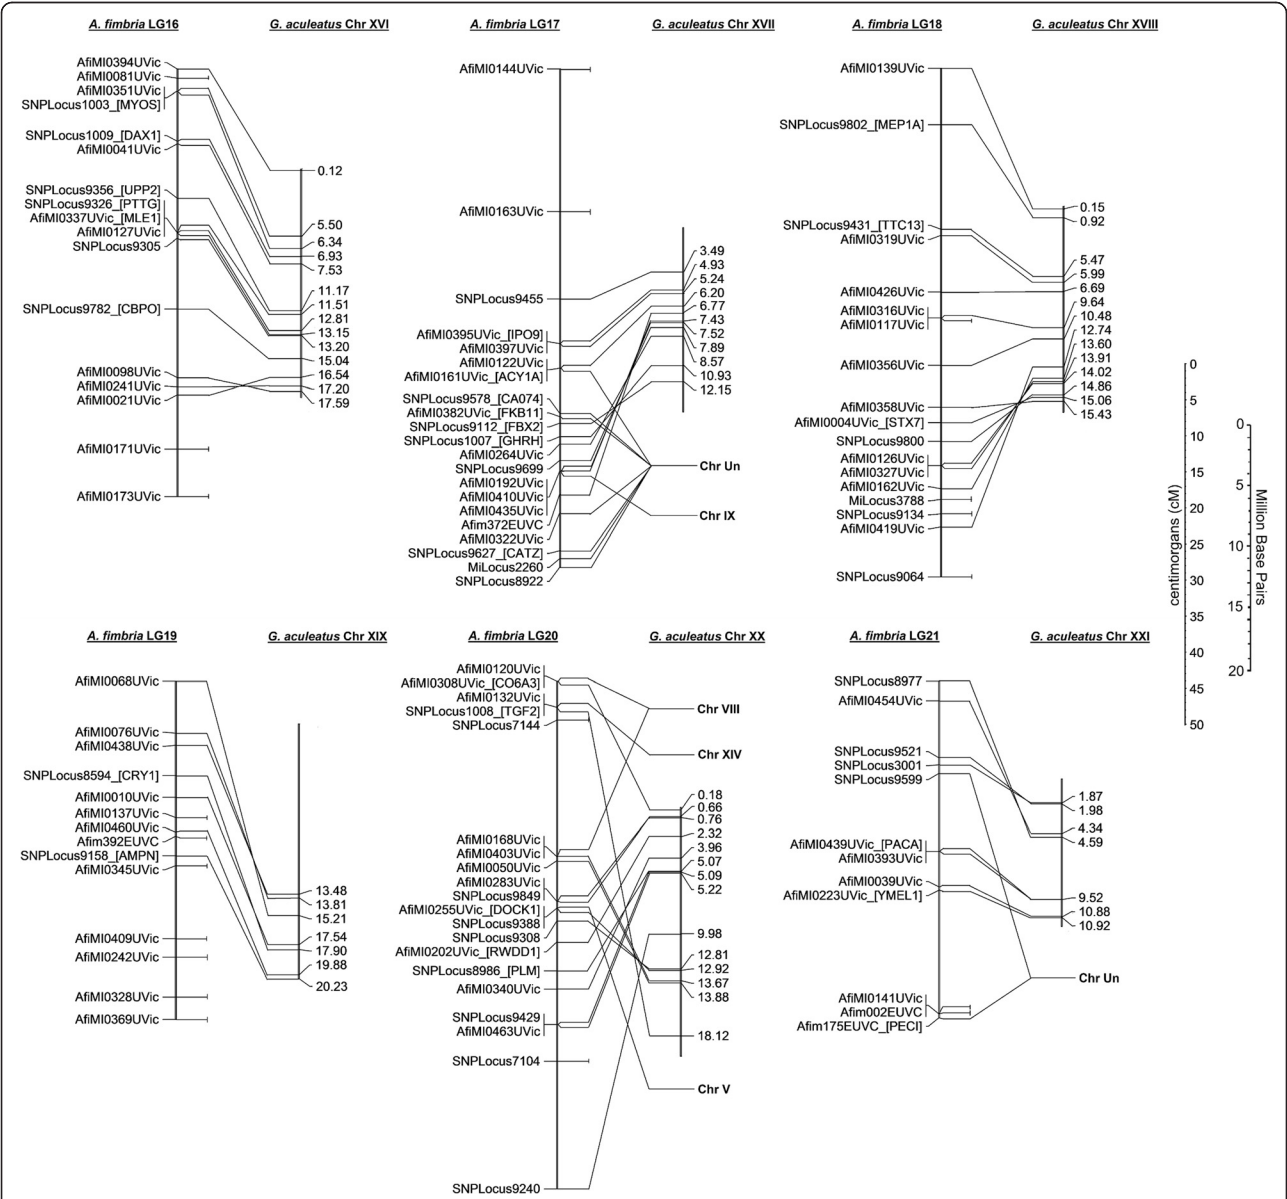 A. fimbria LG16
G. aculeatus Chr XVI
AfiMI0394UVic
AfiMI0081UVic
AfiMI0351UVic
SNPLocus1003_[MYOS]
SNPLocus1009_[DAX1]
AfiMI0041UVic
SNPLocus9356_[UPP2]
SNPLocus9326_[PTTG]
AfiMI0337UVic_[MLE1]
AfiMI0127UVic
SNPLocus9305
SNPLocus9782_[CBPO]
AfiMI0098UVic
AfiMI0241UVic
AfiMI0021UVic
AfiMI0171UVic
AfiMI0173UVic
0.12
5.50
6.34
6.93
7.53
11.17
11.51
12.81
13.15
13.20
15.04
16.54
17.20
17.59
A. fimbria LG17
G. aculeatus Chr XVII
AfiMI0144UVic
AfiMI0163UVic
SNPLocus9455
AfiMI0395UVic_[IPO9]
AfiMI0397UVic
AfiMI0122UVic
AfiMI0161UVic_[ACY1A]
SNPLocus9578_[CA074]
AfiMI0382UVic_[FKB11]
SNPLocus9112_[FBX2]
SNPLocus1007_[GHRH]
AfiMI0264UVic
SNPLocus9699
AfiMI0192UVic
AfiMI0410UVic
AfiMI0435UVic
Afim372EUVC
AfiMI0322UVic
SNPLocus9627_[CATZ]
MiLocus2260
SNPLocus8922
3.49
4.93
5.24
6.20
6.77
7.43
7.52
7.89
8.57
10.93
12.15
Chr Un
Chr IX
A. fimbria LG18
G. aculeatus Chr XVIII
AfiMI0139UVic
SNPLocus9802_[MEP1A]
SNPLocus9431_[TTC13]
AfiMI0319UVic
AfiMI0426UVic
AfiMI0316UVic
AfiMI0117UVic
AfiMI0356UVic
AfiMI0358UVic
AfiMI0004UVic_[STX7]
SNPLocus9800
AfiMI0126UVic
AfiMI0327UVic
AfiMI0162UVic
MiLocus3788
SNPLocus9134
AfiMI0419UVic
SNPLocus9064
0.15
0.92
5.47
5.99
6.69
9.64
10.48
12.74
13.60
13.91
14.02
14.86
15.06
15.43
centimorgans (cM)
0
5
10
15
20
25
30
35
40
45
50
Million Base Pairs
0
5
10
15
20
A. fimbria LG19
G. aculeatus Chr XIX
AfiMI0068UVic
AfiMI0076UVic
AfiMI0438UVic
SNPLocus8594_[CRY1]
AfiMI0010UVic
AfiMI0137UVic
AfiMI0460UVic
Afim392EUVC
SNPLocus9158_[AMPN]
AfiMI0345UVic
AfiMI0409UVic
AfiMI0242UVic
AfiMI0328UVic
AfiMI0369UVic
13.48
13.81
15.21
17.54
17.90
19.88
20.23
A. fimbria LG20
G. aculeatus Chr XX
AfiMI0120UVic
AfiMI0308UVic_[CO6A3]
AfiMI0132UVic
SNPLocus1008_[TGF2]
SNPLocus7144
AfiMI0168UVic
AfiMI0403UVic
AfiMI0050UVic
AfiMI0283UVic
SNPLocus9849
AfiMI0255UVic_[DOCK1]
SNPLocus9388
SNPLocus9308
AfiMI0202UVic_[RWDD1]
SNPLocus8986_[PLM]
AfiMI0340UVic
SNPLocus9429
AfiMI0463UVic
SNPLocus7104
SNPLocus9240
Chr VIII
Chr XIV
0.18
0.66
0.76
2.32
3.96
5.07
5.09
5.22
9.98
12.81
12.92
13.67
13.88
18.12
Chr V
A. fimbria LG21
G. aculeatus Chr XXI
SNPLocus8977
AfiMI0454UVic
SNPLocus9521
SNPLocus3001
SNPLocus9599
AfiMI0439UVic_[PACA]
AfiMI0393UVic
AfiMI0039UVic
AfiMI0223UVic_[YMEL1]
AfiMI0141UVic
Afim002EUVC
Afim175EUVC_[PECI]
1.87
1.98
4.34
4.59
9.52
10.88
10.92
Chr Un